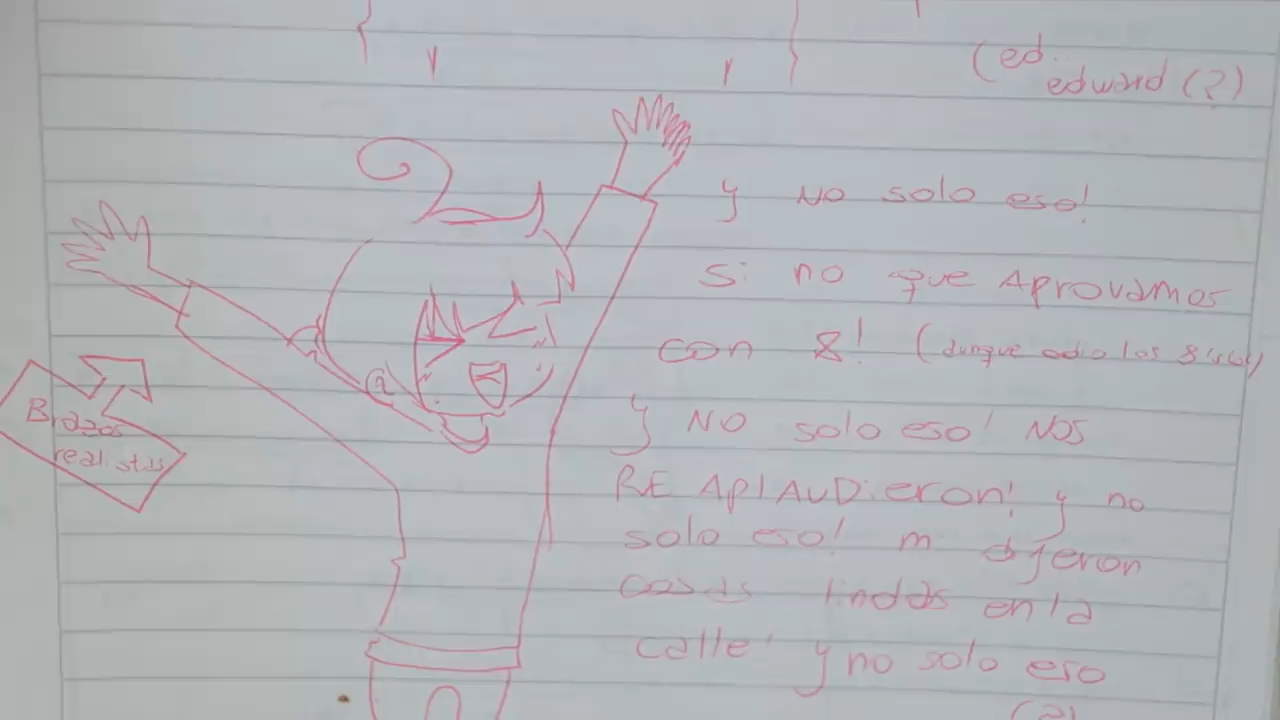 (ed.
edward (?)
y NO solo eso!
Si no que Aprovamos
con 8! (aunque odio los 8
y NO solo eso! NOS
RE AplAuDieron! y no
solo eso! m dijeron
cosas lindas en la
calle! y no solo eso
(?)
Brazos
realistas